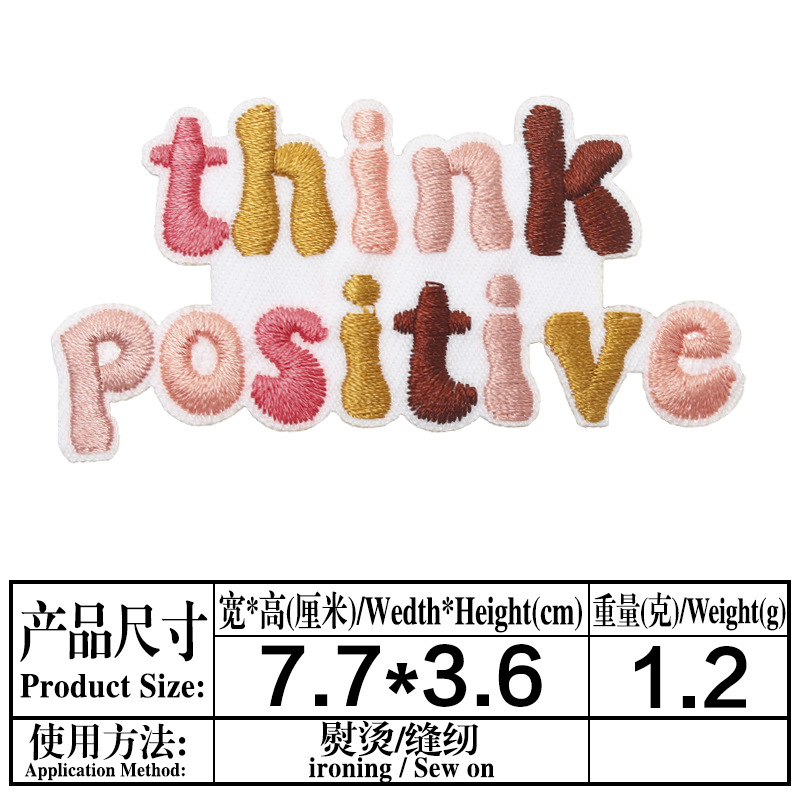 think
positive
产品尺寸
Product Size:
宽*高(厘米)/Wedth*Height(cm)
重量(克)/Weight(g)
7.7*3.6
1.2
使用方法:
Application Method:
熨烫/缝纫
ironing / Sew on